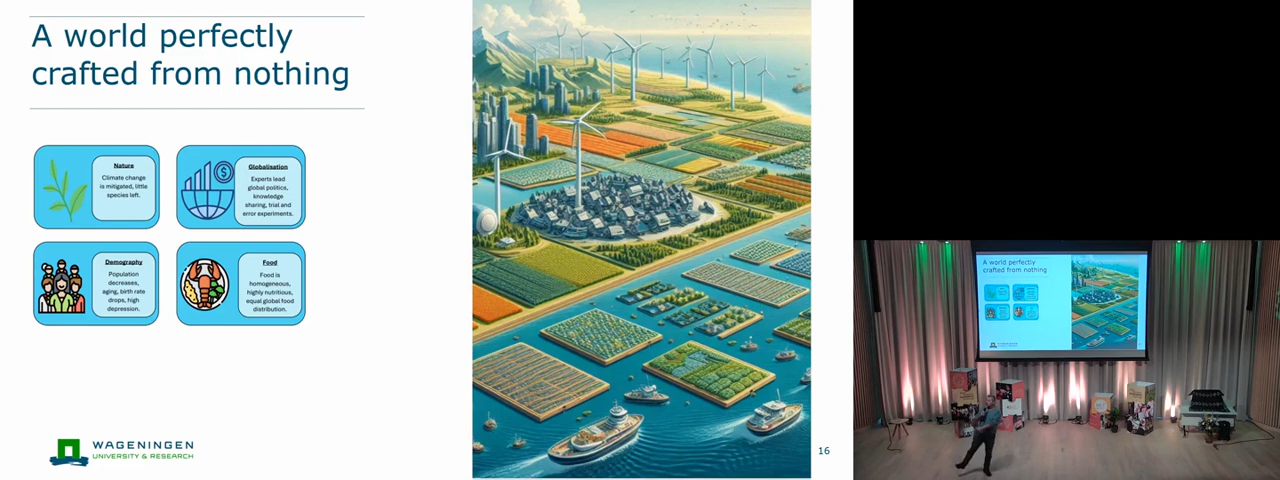 A world perfectly
crafted from nothing
Nature
Climate change
is mitigated, little
species left.
Globalisation
Experts lead
global politics,
knowledge
sharing, trial and
error experiments.
Demography
Population
decreases,
aging, birth rate
drops, high
depression.
Food
Food is
homogeneous,
highly nutritious,
equal global food
distribution.
WAGENINGEN
UNIVERSITY & RESEARCH
16
A world perfectly
crafted from nothing